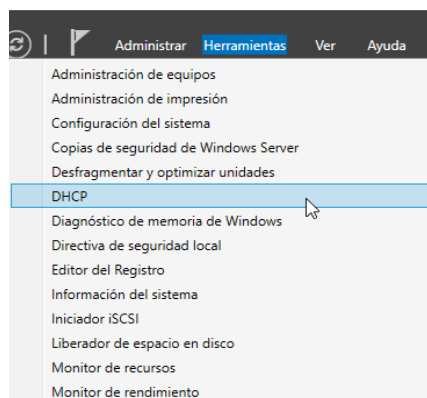 Administrar Herramientas Ver Ayuda
Administración de equipos
Administración de impresión
Configuración del sistema
Copias de seguridad de Windows Server
Desfragmentar y optimizar unidades
DHCP
Diagnóstico de memoria de Windows
Directiva de seguridad local
Editor del Registro
Información del sistema
Iniciador iSCSI
Liberador de espacio en disco
Monitor de recursos
Monitor de rendimiento